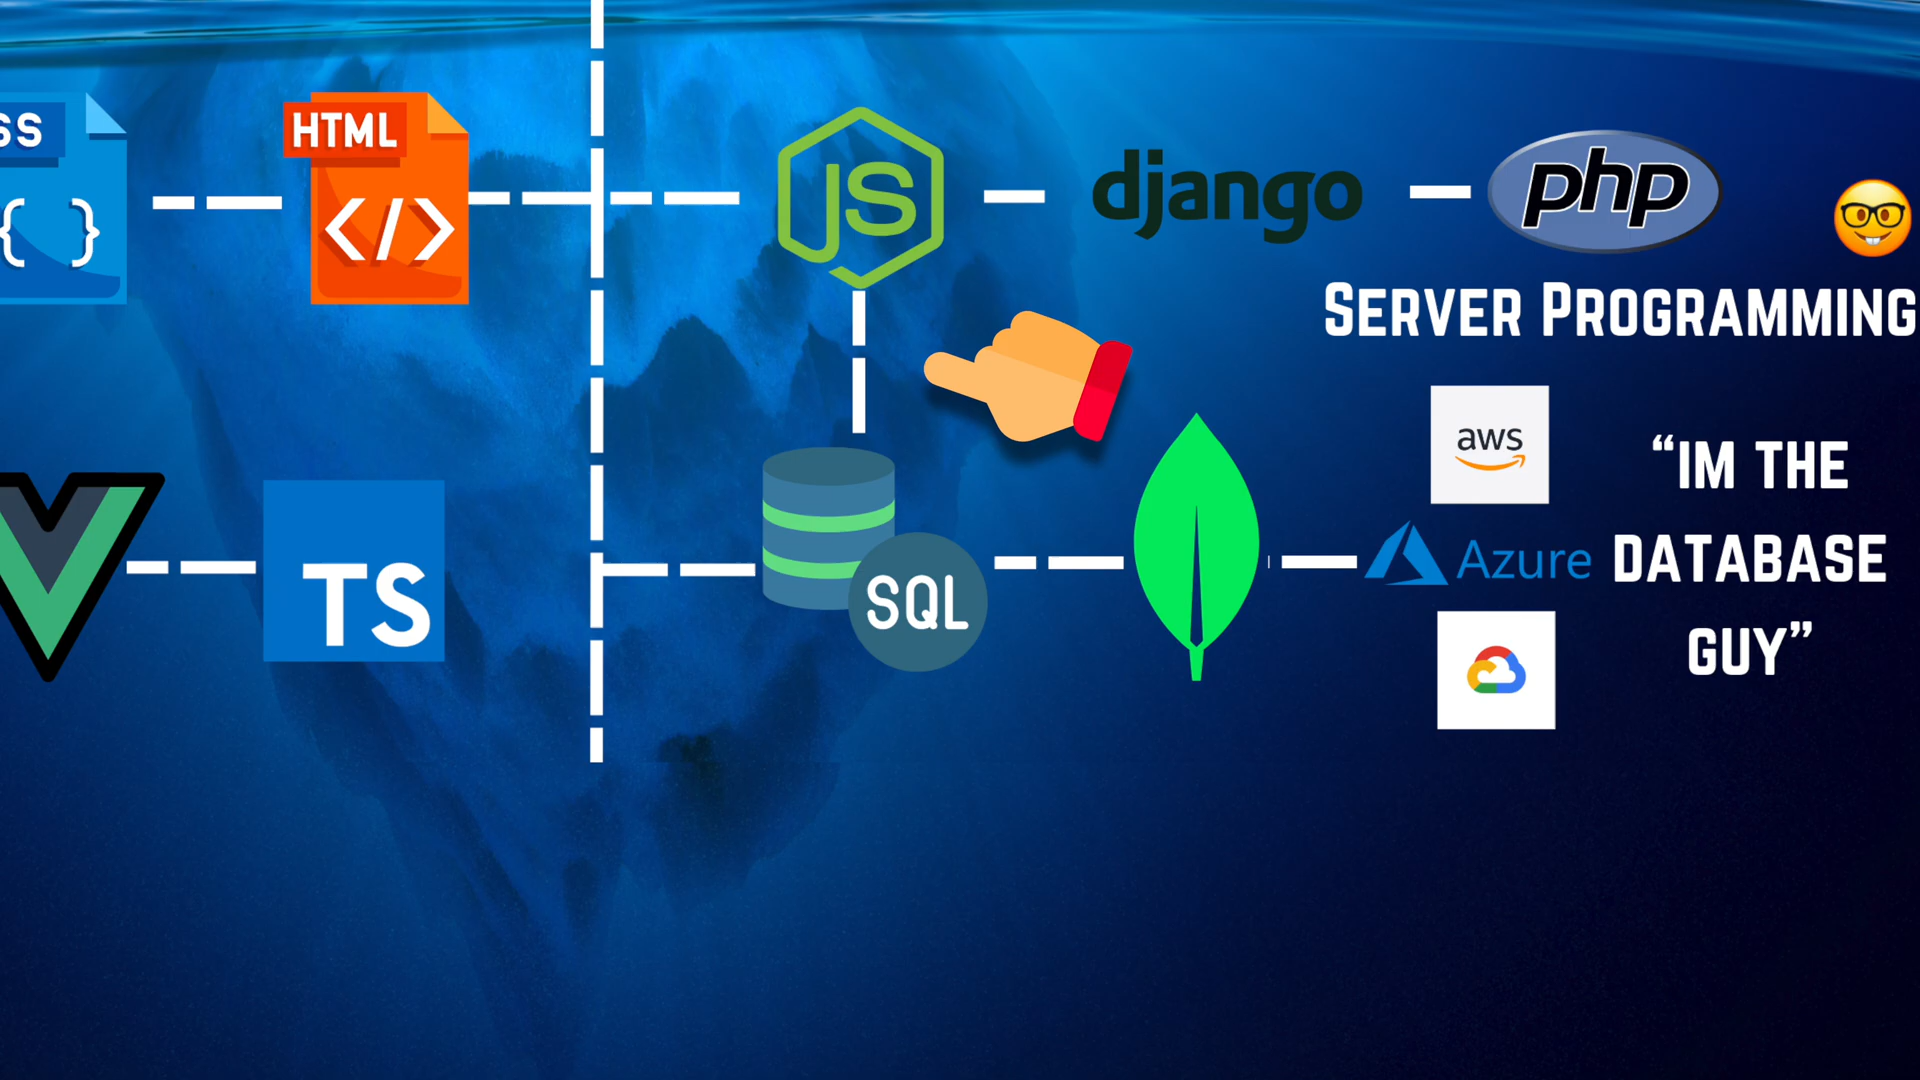 SS
HTML
</>
{ }
JS
django
php
SERVER PROGRAMMING
aws
“IM THE
DATABASE
GUY”
Azure
TS
SQL